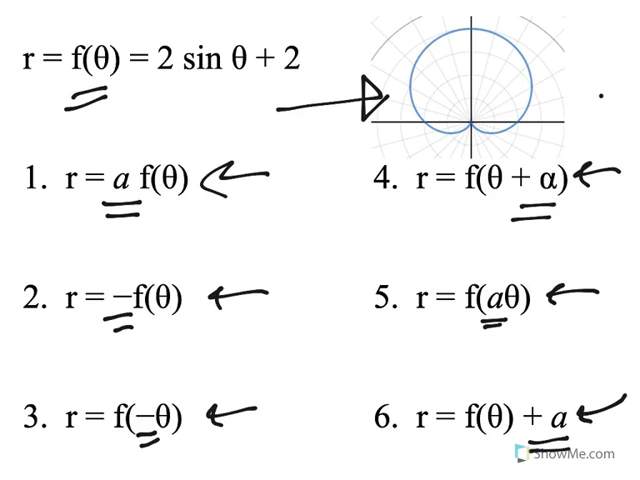 r = f(θ) = 2 sin θ + 2
1. r = a f(θ)
4. r = f(θ + α)
2. r = −f(θ)
5. r = f(aθ)
3. r = f(−θ)
6. r = f(θ) + a
ShowMe.com